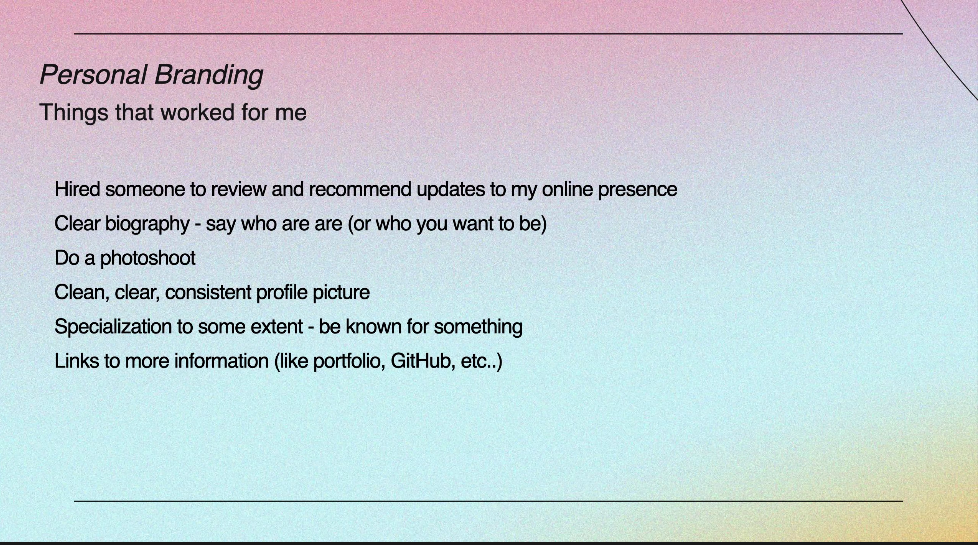 Personal Branding
Things that worked for me
Hired someone to review and recommend updates to my online presence
Clear biography - say who are are (or who you want to be)
Do a photoshoot
Clean, clear, consistent profile picture
Specialization to some extent - be known for something
Links to more information (like portfolio, GitHub, etc..)